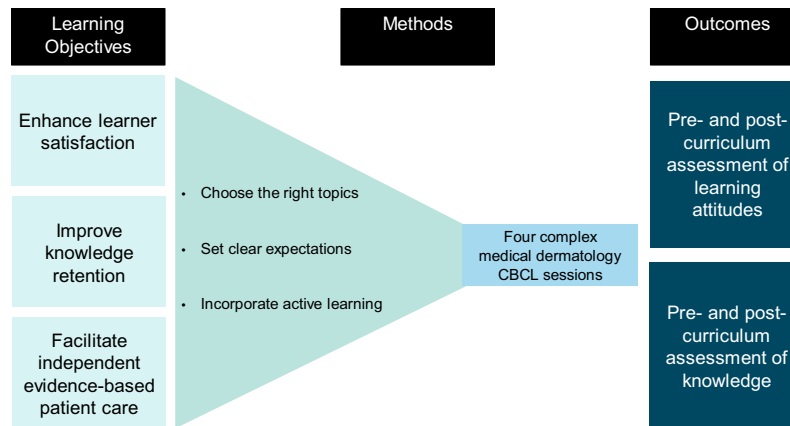 Learning
Objectives
Methods
Outcomes
Enhance learner
satisfaction
Improve
knowledge
retention
Facilitate
independent
evidence-based
patient care
• Choose the right topics
• Set clear expectations
• Incorporate active learning
Four complex
medical dermatology
CBCL sessions
Pre- and post-
curriculum
assessment of
learning
attitudes
Pre- and post-
curriculum
assessment of
knowledge